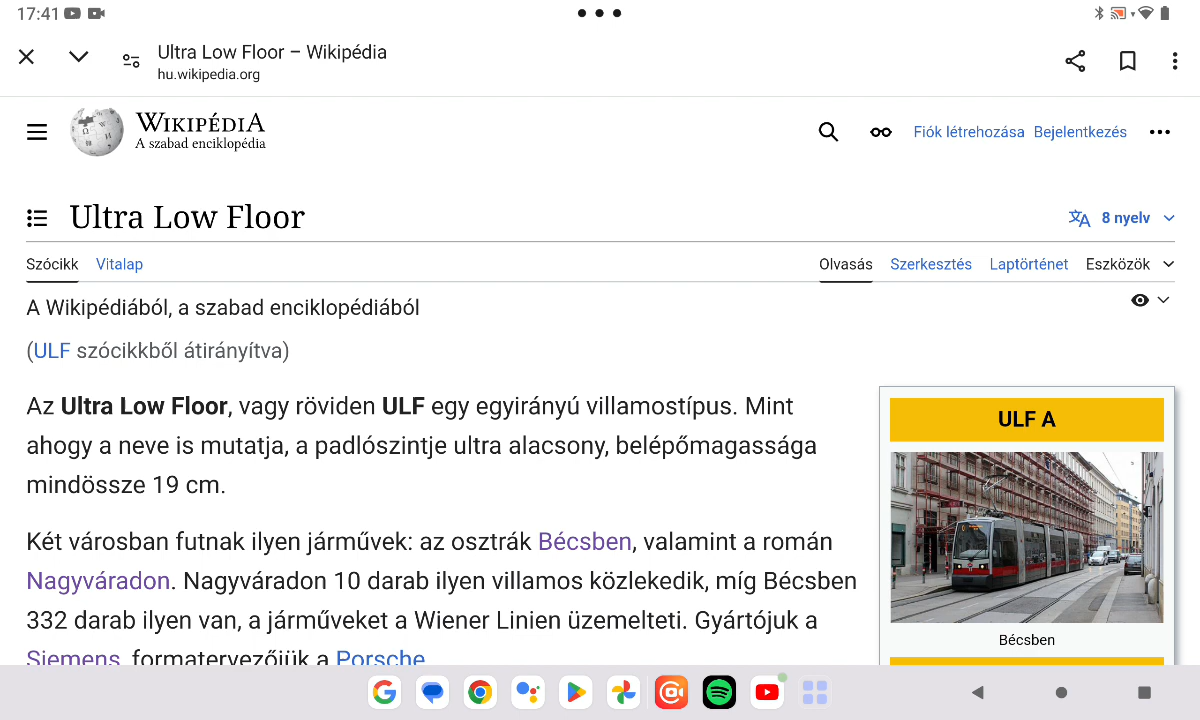 17:41
Ultra Low Floor – Wikipédia
hu.wikipedia.org
WIKIPÉDIA
A szabad enciklopédia
Fiók létrehozása Bejelentkezés
Ultra Low Floor
8 nyelv
Szócikk Vitalap Olvasás Szerkesztés Laptörténet Eszközök
A Wikipédiából, a szabad enciklopédiából
(ULF szócikkből átirányítva)
Az Ultra Low Floor, vagy röviden ULF egy egyirányú villamostípus. Mint
ahogy a neve is mutatja, a padlószintje ultra alacsony, belépőmagassága
mindössze 19 cm.
Két városban futnak ilyen járművek: az osztrák Bécsben, valamint a román
Nagyváradon. Nagyváradon 10 darab ilyen villamos közlekedik, míg Bécsben
332 darab ilyen van, a járműveket a Wiener Linien üzemelteti. Gyártójuk a
Siemens, formatervezőjük a Porsche
ULF A
Bécsben